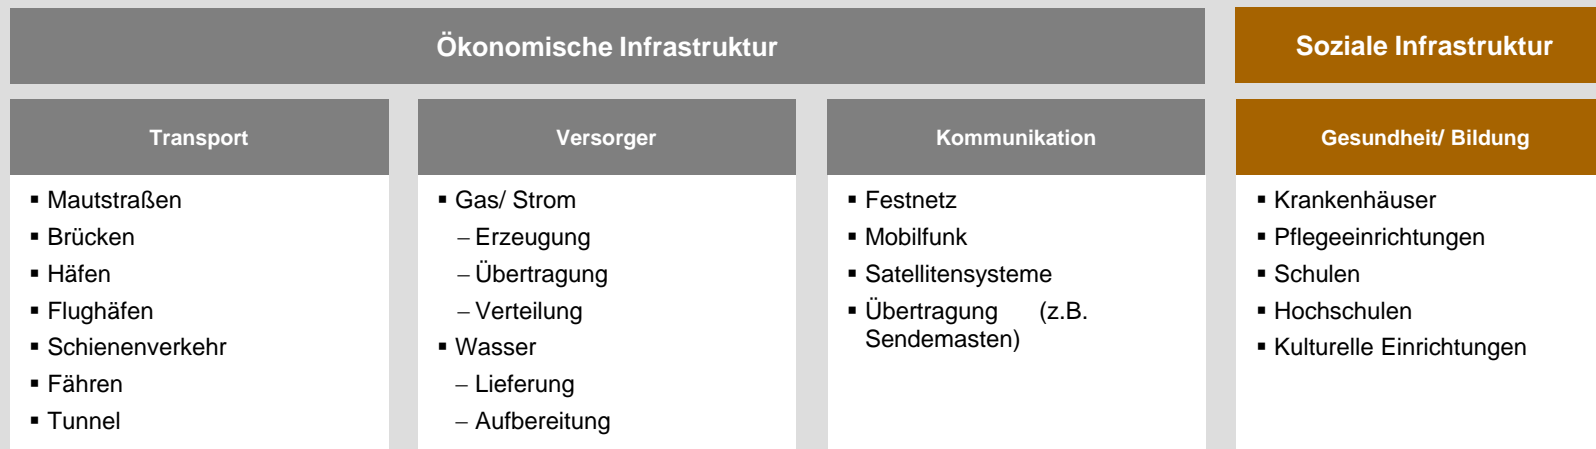 Ökonomische Infrastruktur
Soziale Infrastruktur
Transport
▪ Mautstraßen
▪ Brücken
▪ Häfen
▪ Flughäfen
▪ Schienenverkehr
▪ Fähren
▪ Tunnel
Versorger
▪ Gas/ Strom
– Erzeugung
– Übertragung
– Verteilung
▪ Wasser
– Lieferung
– Aufbereitung
Kommunikation
▪ Festnetz
▪ Mobilfunk
▪ Satellitensysteme
▪ Übertragung (z.B.
Sendemasten)
Gesundheit/ Bildung
▪ Krankenhäuser
▪ Pflegeeinrichtungen
▪ Schulen
▪ Hochschulen
▪ Kulturelle Einrichtungen